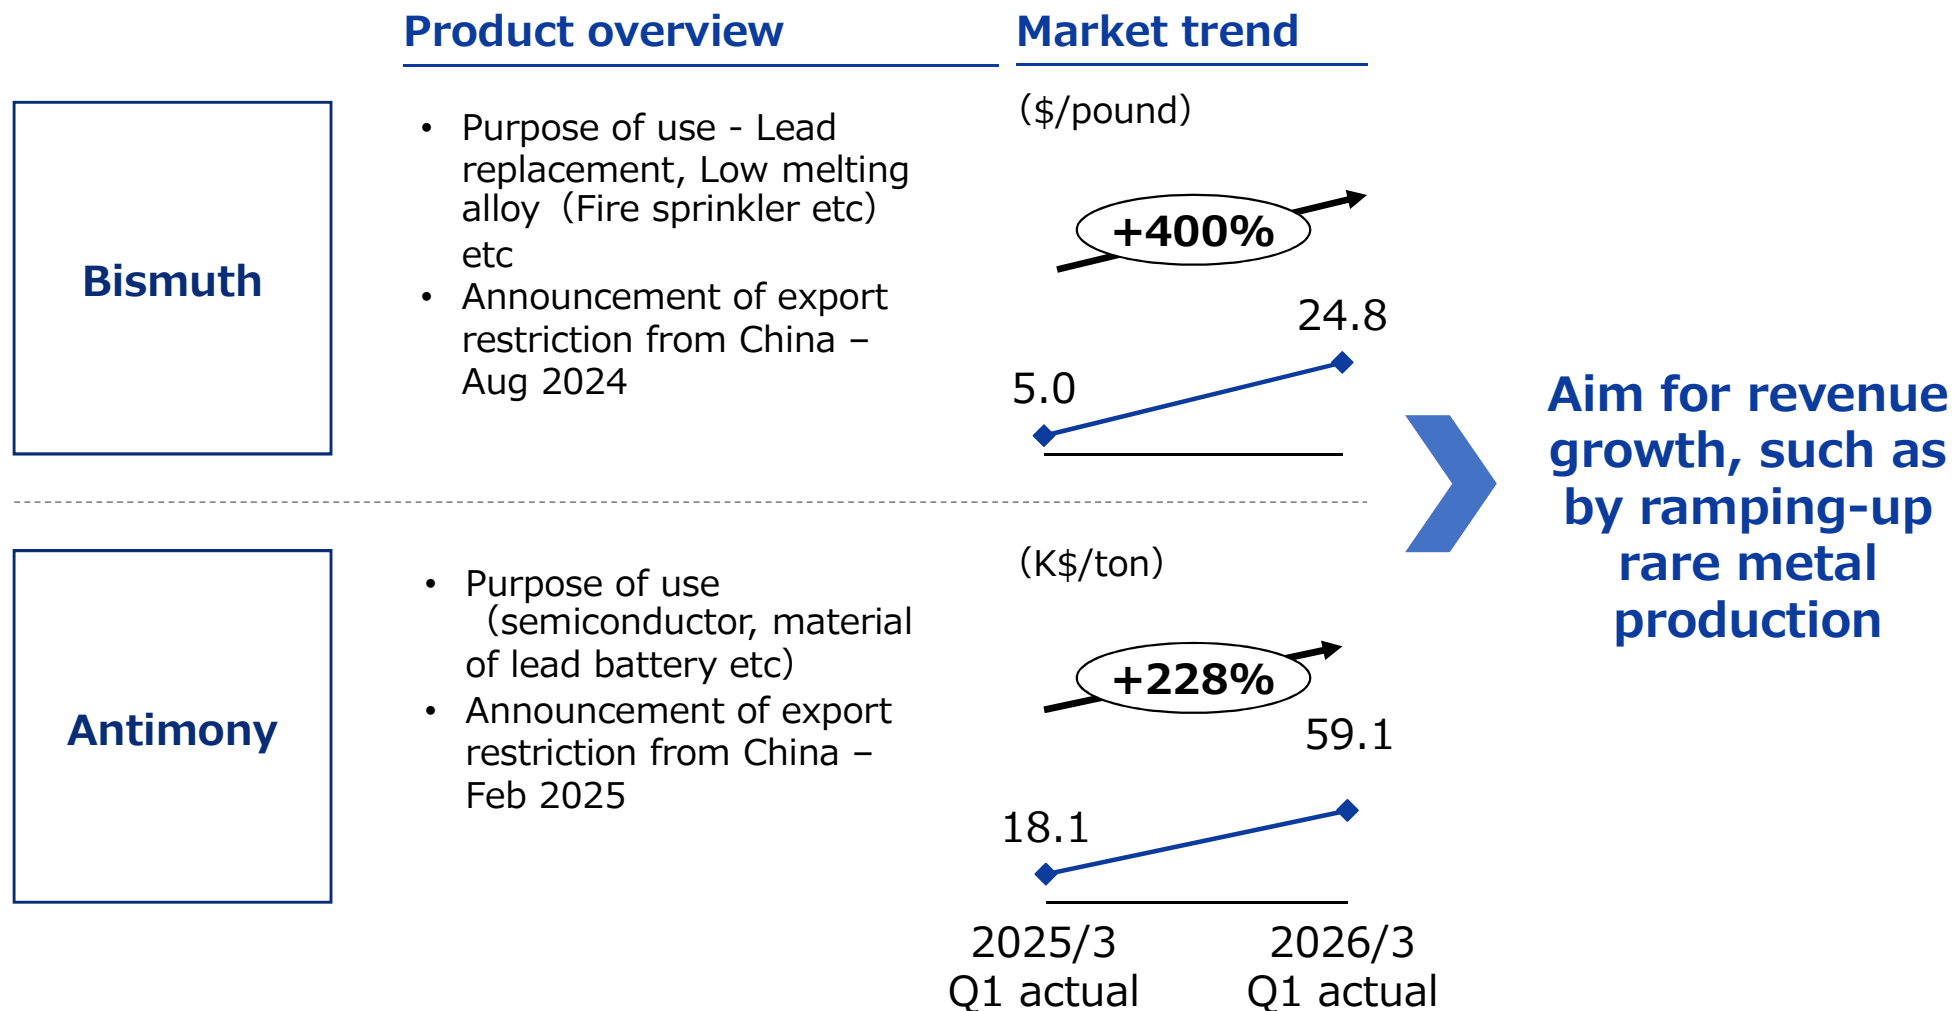 Product overview
Market trend
Bismuth
• Purpose of use - Lead
replacement, Low melting
alloy（Fire sprinkler etc）
etc
• Announcement of export
restriction from China –
Aug 2024
（$/pound）
+400%
5.0
24.8
Antimony
• Purpose of use
（semiconductor, material
of lead battery etc）
• Announcement of export
restriction from China –
Feb 2025
（K$/ton）
+228%
18.1
59.1
2025/3
Q1 actual
2026/3
Q1 actual
Aim for revenue
growth, such as
by ramping-up
rare metal
production